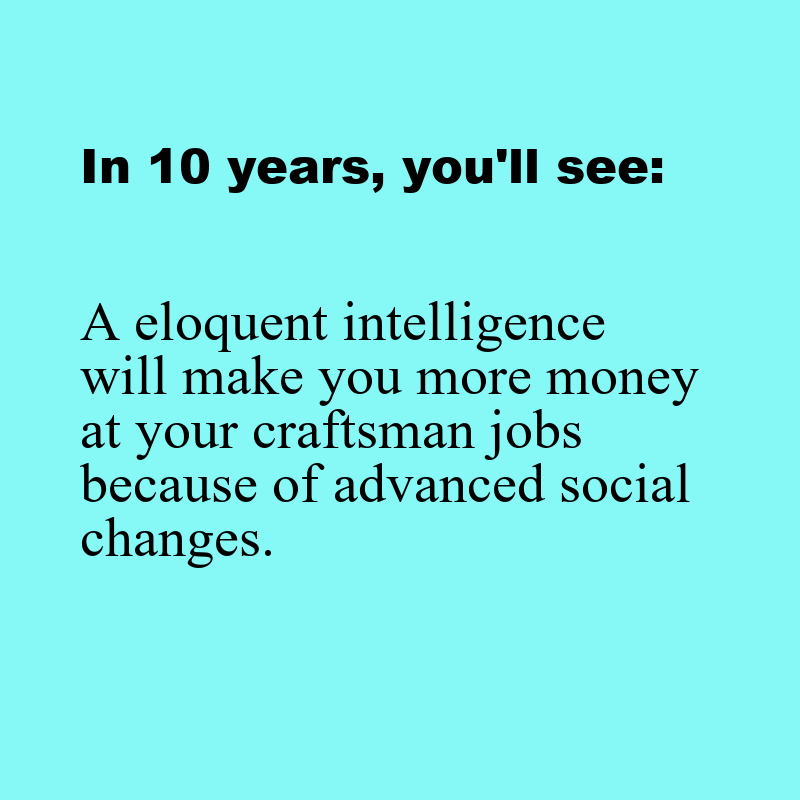 In 10 years, you'll see:
A eloquent intelligence
will make you more money
at your craftsman jobs
because of advanced social
changes.